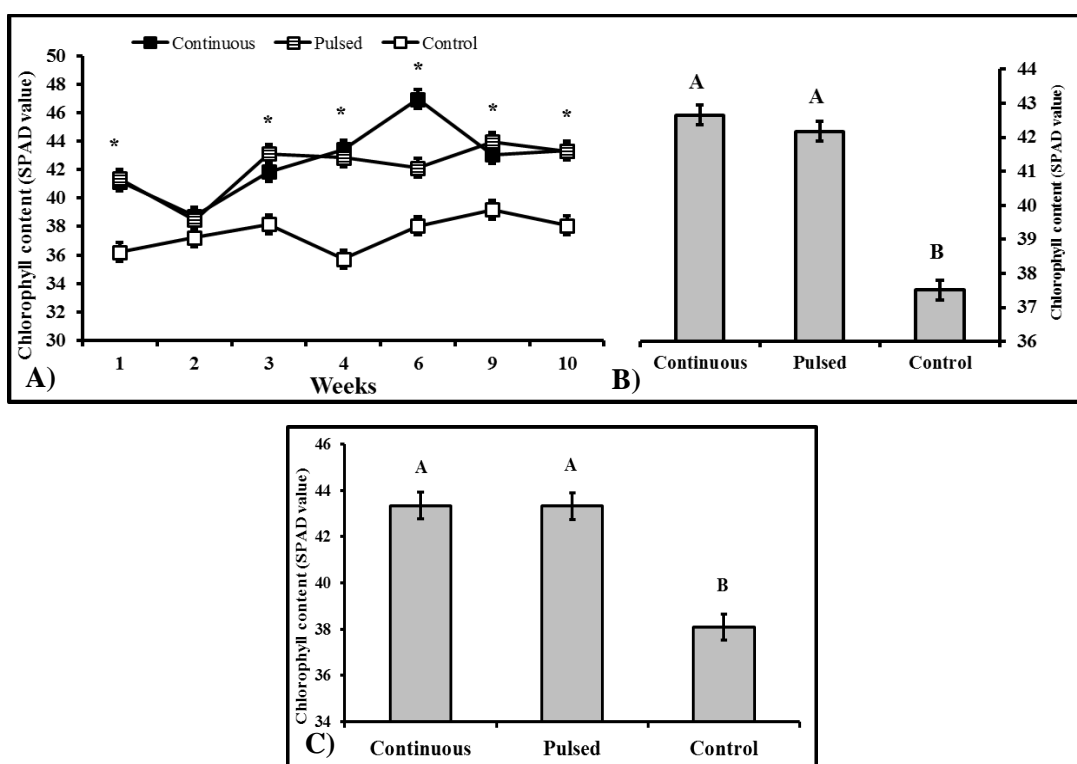 Continuous Pulsed Control
Chlorophyll content (SPAD value)
50
48
46
44
42
40
38
36
34
32
30
* * * * * *
1 2 3 4 6 9 10
Weeks
A)
A A B
44
43
42
41
40
39
38
37
36
Chlorophyll content (SPAD value)
Continuous Pulsed Control
B)
Chlorophyll content (SPAD value)
46
44
42
40
38
36
34
A A B
Continuous Pulsed Control
C)